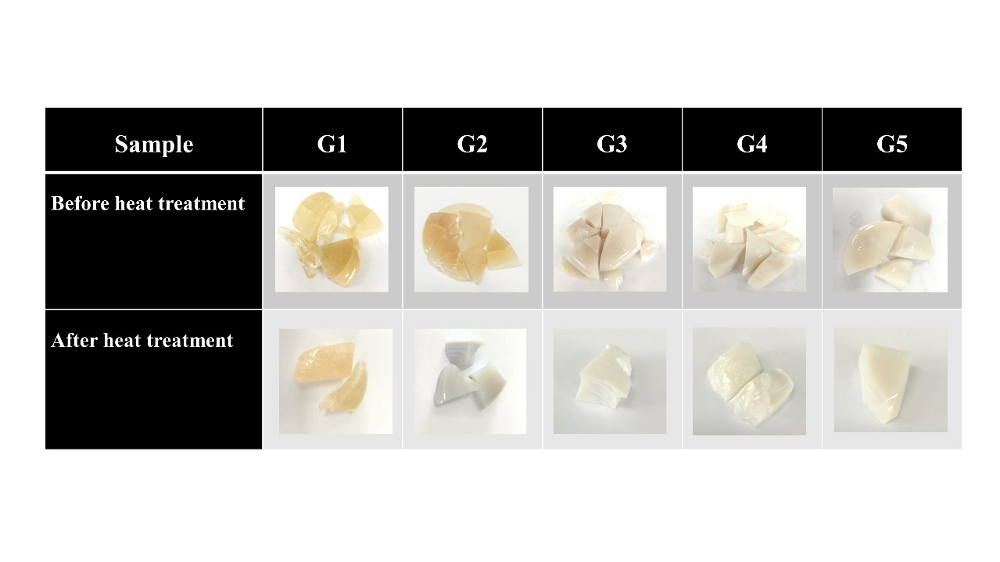 Sample G1 G2 G3 G4 G5
Before heat treatment
After heat treatment